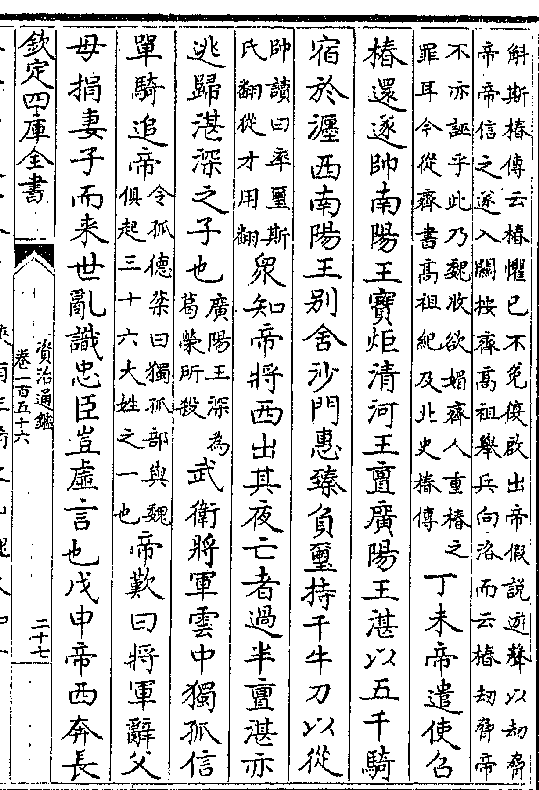 斛斯椿傳云椿懼已不免復啟出帝假說遊聲以劫脅
帝帝信之遂入關按齊高祖舉兵向洛而云椿刼脅帝
不亦誣乎此乃魏收欲媚齊人重椿之
罪耳今從齊書髙祖紀及北史椿傳
丁未帝遣使召
椿還遂帥南陽王寶炬清河王亶廣陽王湛以五千騎
宿於瀍西南陽王别舍沙門惠臻負璽持千牛刀以從
帥讀曰率璽斯
氏翻從才用翻
衆知帝將西出其夜亡者過半亶湛亦
逃歸湛深之子也
廣陽王深為
葛榮所殺
武衛將軍雲中獨孤信
單騎追帝
令孤德棻曰獨孤部與魏
俱起三十六大姓之一也
帝歎曰將軍辭父
母捐妻子而来世亂識忠臣豈虚言也戊申帝西奔長
欽定四庫全書
資治通鑑
卷一百五十六
二十七